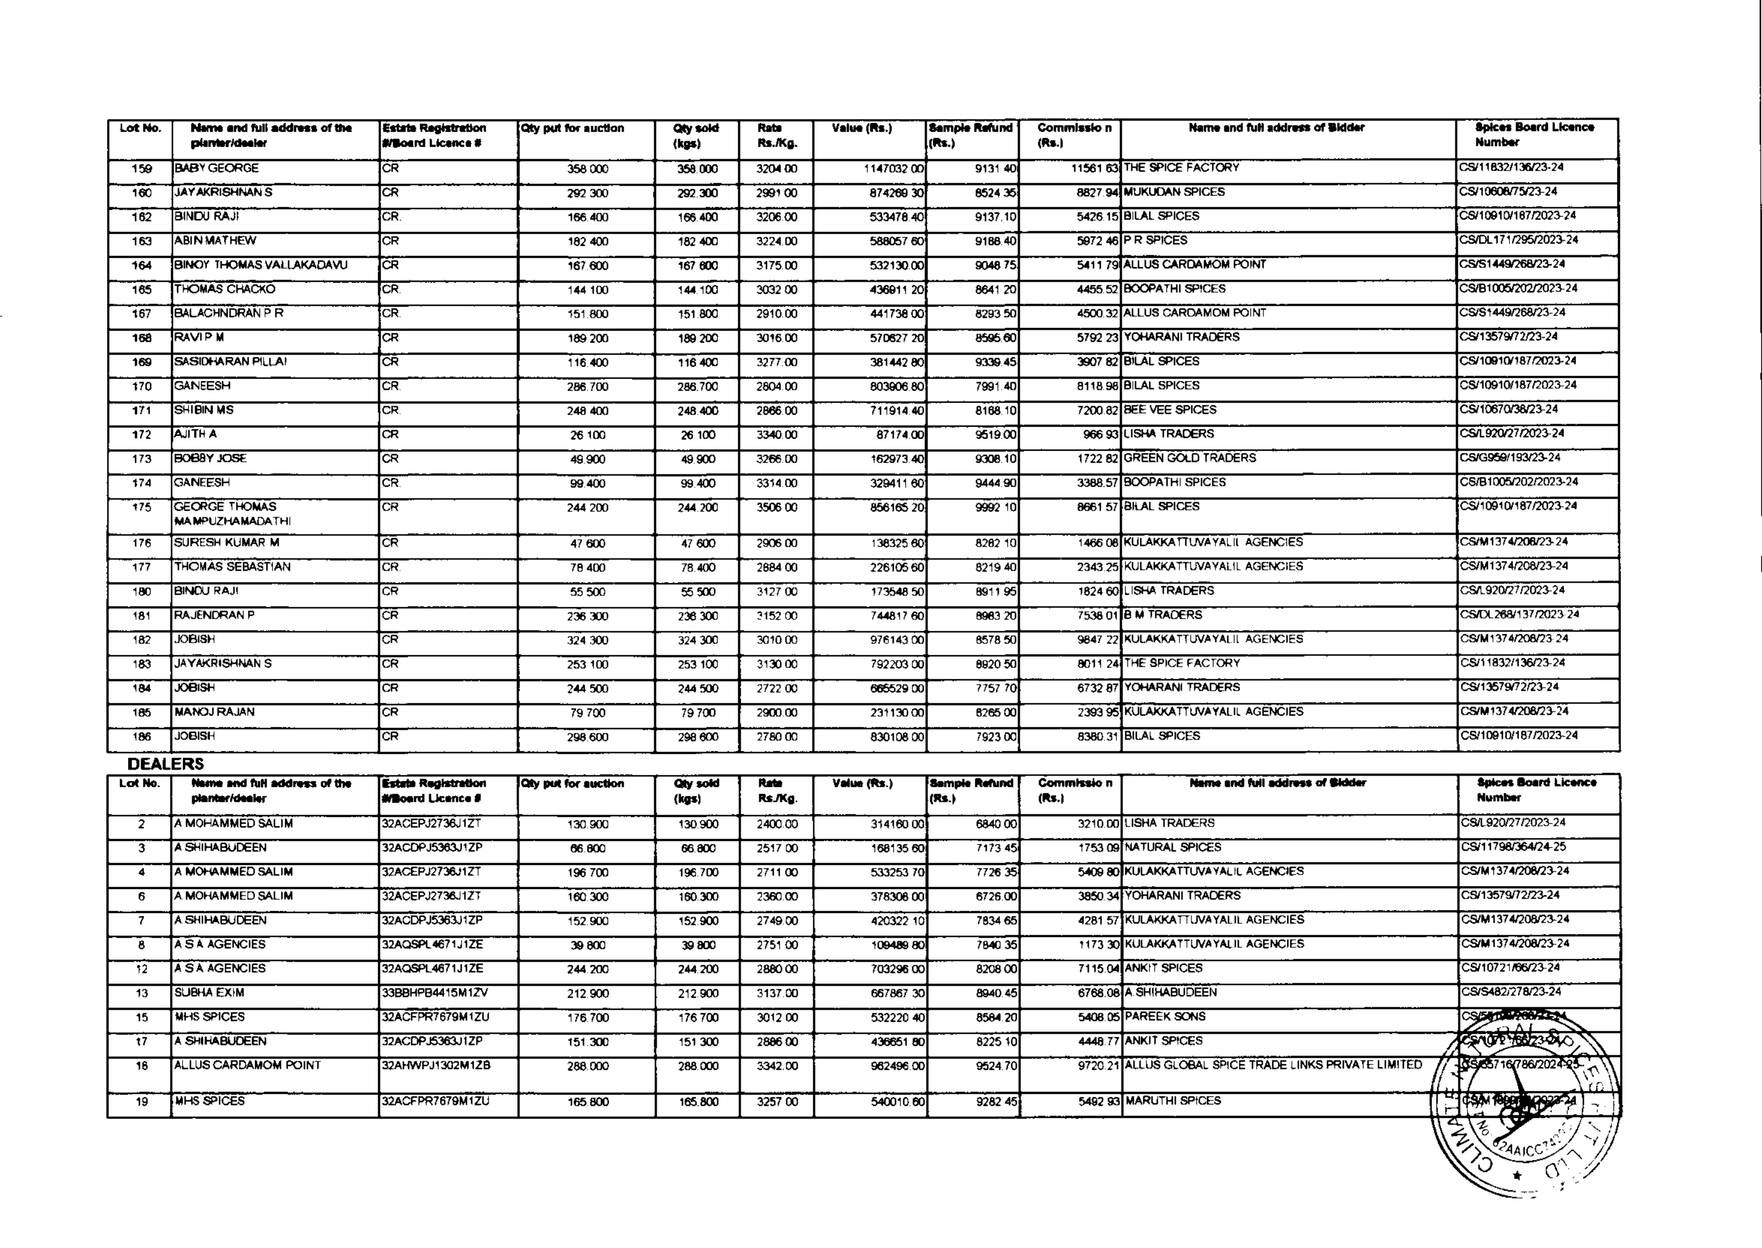 Lot No. Name and full address of the planter/dealer Estate Registration #/Board Licence # Qty put for auction Qty sold (kgs) Rate Rs./Kg. Value (Rs.) Sample Refund (Rs.) Commissio n (Rs.) Name and full address of Bidder Spices Board Licence Number
159 BABY GEORGE CR 358.000 358.000 3204.00 1147032.00 9131.40 11561.63 THE SPICE FACTORY CS/11832/136/23-24
160 JAYAKRISHNAN S CR 292.300 292.300 2991.00 874269.30 8524.35 8827.94 MUKUDAN SPICES CS/10608/75/23-24
162 BINDU RAJI CR. 166.400 166.400 3206.00 533478.40 9137.10 5426.15 BILAL SPICES CS/10910/187/2023-24
163 ABIN MATHEW CR 182.400 182.400 3224.00 588057.60 9188.40 5972.46 P R SPICES CS/DL171/295/2023-24
164 BINOY THOMAS VALLAKADAVU CR 167.600 167.600 3175.00 532130.00 9048.75 5411.79 ALLUS CARDAMOM POINT CS/S1449/268/23-24
165 THOMAS CHACKO CR. 144.100 144.100 3032.00 436911.20 8641.20 4455.52 BOOPATHI SPICES CS/B1005/202/2023-24
167 BALACHNDRAN P R CR. 151.800 151.800 2910.00 441738.00 8293.50 4500.32 ALLUS CARDAMOM POINT CS/S1449/268/23-24
168 RAVI P M CR 189.200 189.200 3016.00 570627.20 8595.60 5792.23 YOHARANI TRADERS CS/13579/72/23-24
169 SASIDHARAN PILLAI CR 116.400 116.400 3277.00 381442.80 9339.45 3907.82 BILAL SPICES CS/10910/187/2023-24
170 GANEESH CR. 286.700 286.700 2804.00 803906.80 7991.40 8118.98 BILAL SPICES CS/10910/187/2023-24
171 SHIBIN MS CR. 248.400 248.400 2866.00 711914.40 8168.10 7200.82 BEE VEE SPICES CS/10670/38/23-24
172 AJITH A CR 26.100 26.100 3340.00 87174.00 9519.00 966.93 LISHA TRADERS CS/L920/27/2023-24
173 BOBBY JOSE CR 49.900 49.900 3266.00 162973.40 9308.10 1722.82 GREEN GOLD TRADERS CS/G959/193/23-24
174 GANEESH CR. 99.400 99.400 3314.00 329411.60 9444.90 3388.57 BOOPATHI SPICES CS/B1005/202/2023-24
175 GEORGE THOMAS MAMPUZHAMADATHI CR 244.200 244.200 3506.00 856165.20 9992.10 8661.57 BILAL SPICES CS/10910/187/2023-24
176 SURESH KUMAR M CR 47.600 47.600 2906.00 138325.60 8282.10 1466.08 KULAKKATTUVAYALIL AGENCIES CS/M1374/208/23-24
177 THOMAS SEBASTIAN CR. 78.400 78.400 2884.00 226105.60 8219.40 2343.25 KULAKKATTUVAYALIL AGENCIES CS/M1374/208/23-24
180 BINDU RAJI CR 55.500 55.500 3127.00 173548.50 8911.95 1824.60 LISHA TRADERS CS/L920/27/2023-24
181 RAJENDRAN P CR 236.300 236.300 3152.00 744817.60 8983.20 7536.01 B M TRADERS CS/DL268/137/2023-24
182 JOBISH CR 324.300 324.300 3010.00 976143.00 8578.50 9847.22 KULAKKATTUVAYALIL AGENCIES CS/M1374/208/23-24
183 JAYAKRISHNAN S CR 253.100 253.100 3130.00 792203.00 8920.50 8011.24 THE SPICE FACTORY CS/11832/136/23-24
184 JOBISH CR 244.500 244.500 2722.00 665529.00 7757.70 6732.87 YOHARANI TRADERS CS/13579/72/23-24
185 MANOJ RAJAN CR 79.700 79.700 2900.00 231130.00 8265.00 2393.95 KULAKKATTUVAYALIL AGENCIES CS/M1374/208/23-24
186 JOBISH CR 298.600 298.600 2780.00 830108.00 7923.00 8380.31 BILAL SPICES CS/10910/187/2023-24
DEALERS
Lot No. Name and full address of the planter/dealer Estate Registration #/Board Licence # Qty put for auction Qty sold (kgs) Rate Rs./Kg. Value (Rs.) Sample Refund (Rs.) Commissio n (Rs.) Name and full address of Bidder Spices Board Licence Number
2 A MOHAMMED SALIM 32ACEPJ2736J1ZT 130.900 130.900 2400.00 314160.00 6840.00 3210.00 LISHA TRADERS CS/L920/27/2023-24
3 A SHIHABUDEEN 32ACDPJ5363J1ZP 66.800 66.800 2517.00 168135.60 7173.45 1753.09 NATURAL SPICES CS/11798/364/24-25
4 A MOHAMMED SALIM 32ACEPJ2736J1ZT 196.700 196.700 2711.00 533253.70 7726.35 5409.80 KULAKKATTUVAYALIL AGENCIES CS/M1374/208/23-24
6 A MOHAMMED SALIM 32ACEPJ2736J1ZT 160.300 160.300 2360.00 378308.00 6726.00 3850.34 YOHARANI TRADERS CS/13579/72/23-24
7 A SHIHABUDEEN 32ACDPJ5363J1ZP 152.900 152.900 2749.00 420322.10 7834.65 4281.57 KULAKKATTUVAYALIL AGENCIES CS/M1374/208/23-24
8 A S A AGENCIES 32AQSPL4671J1ZE 39.800 39.800 2751.00 109489.80 7840.35 1173.30 KULAKKATTUVAYALIL AGENCIES CS/M1374/208/23-24
12 A S A AGENCIES 32AQSPL4671J1ZE 244.200 244.200 2880.00 703296.00 8208.00 7115.04 ANKIT SPICES CS/10721/66/23-24
13 SUBHA EXIM 33BBHPB4415M1ZV 212.900 212.900 3137.00 667867.30 8940.45 6768.08 A SHIHABUDEEN CS/S482/278/23-24
15 MHS SPICES 32ACFPR7679M1ZU 176.700 176.700 3012.00 532220.40 8584.20 5408.05 PAREEK SONS
17 A SHIHABUDEEN 32ACDPJ5363J1ZP 151.300 151.300 2886.00 436651.80 8225.10 4448.77 ANKIT SPICES CS/10721/66/23-24
18 ALLUS CARDAMOM POINT 32AHWPJ1302M1ZB 288.000 288.000 3342.00 962496.00 9524.70 9720.21 ALLUS GLOBAL SPICE TRADE LINKS PRIVATE LIMITED
19 MHS SPICES 32ACFPR7679M1ZU 165.800 165.800 3257.00 540010.60 9282.45 5492.93 MARUTHI SPICES
CLIMATE NATURAL SPICES